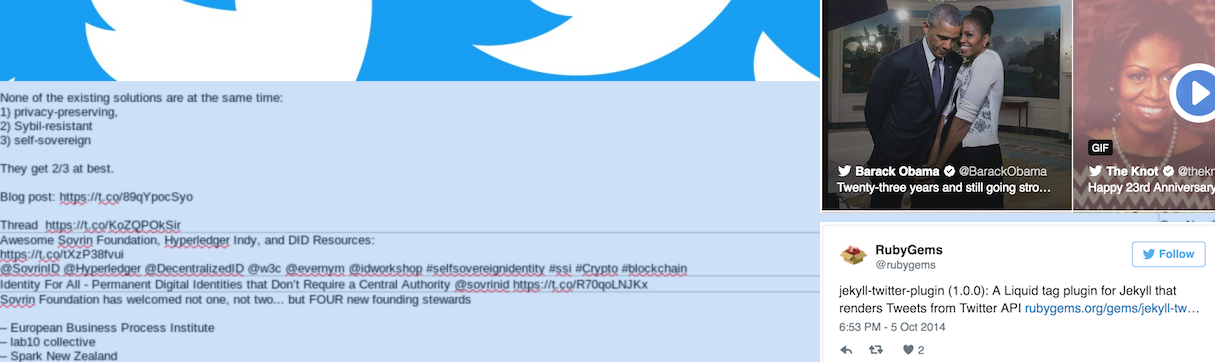 None of the existing solutions are at the same time:
1) privacy-preserving,
2) Sybil-resistant
3) self-sovereign
They get 2/3 at best.
Blog post: https://t.co/89qYpocSyo
Thread https://t.co/KoZQPOkSir
Awesome Sovrin Foundation, Hyperledger Indy, and DID Resources:
https://t.co/tXzP38fvui
@SovrinID @Hyperledger @DecentralizedID @w3c @evernym @idworkshop #selfsovereignidentity #ssi #Crypto #blockchain
Identity For All - Permanent Digital Identities that Don't Require a Central Authority @sovrinid https://t.co/R70qoLNJKx
Sovrin Foundation has welcomed not one, not two... but FOUR new founding stewards
– European Business Process Institute
– lab10 collective
– Spark New Zealand
Barack Obama @BarackObama
Twenty-three years and still going stro...
GIF
The Knot @thekn
Happy 23rd Anniversary
RubyGems
@rubygems
Follow
jekyll-twitter-plugin (1.0.0): A Liquid tag plugin for Jekyll that
renders Tweets from Twitter API rubygems.org/gems/jekyll-tw...
6:53 PM - 5 Oct 2014
2